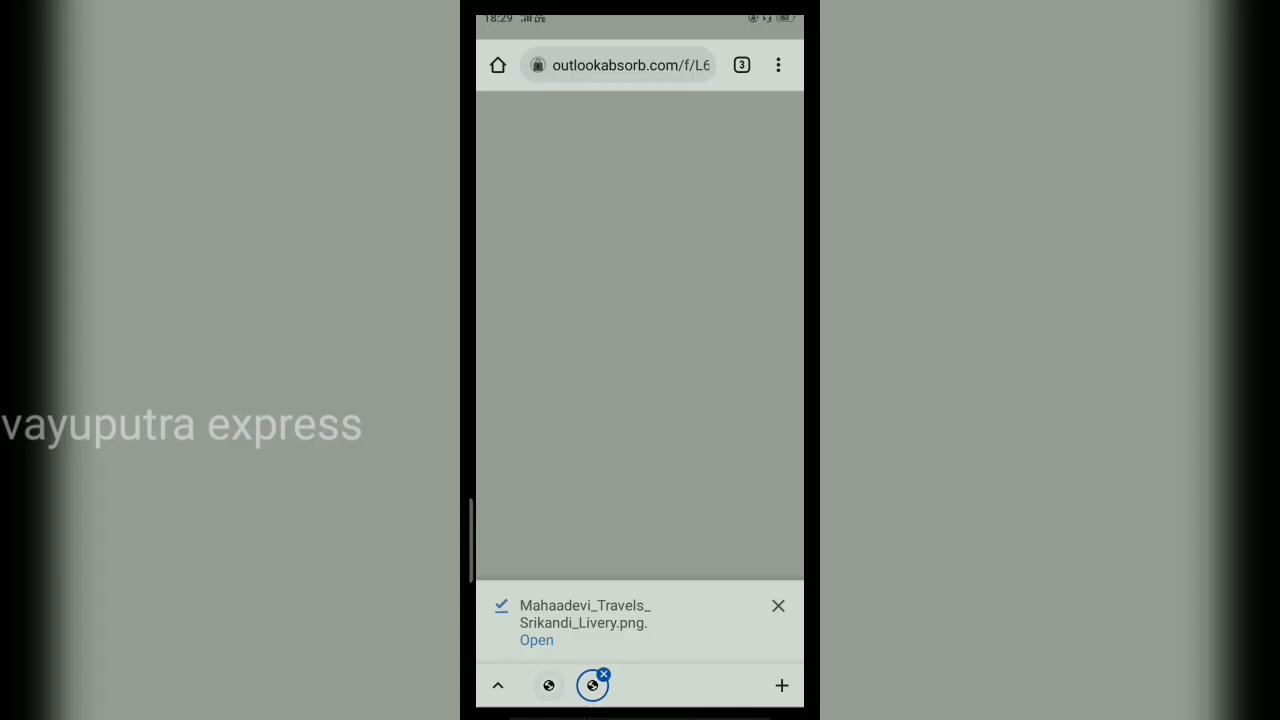 18:29
outlookabsorb.com/f/L6
3
vayuputra express
Mahaadevi_Travels_
Srikandi_Livery.png.
Open